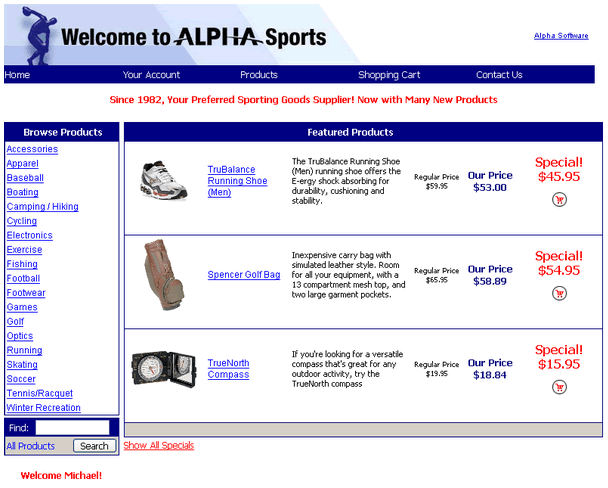 Welcome to ALPHA Sports
Alpha Software
Home Your Account Products Shopping Cart Contact Us
Since 1982, Your Preferred Sporting Goods Supplier! Now with Many New Products
Browse Products
Accessories
Apparel
Baseball
Boating
Camping / Hiking
Cycling
Electronics
Exercise
Fishing
Football
Footwear
Games
Golf
Optics
Running
Skating
Soccer
Tennis/Racquet
Winter Recreation
Find:
All Products Search
Featured Products
TruBalance
Running Shoe
(Men)
The TruBalance Running Shoe
(Men) running shoe offers the
E-ergy shock absorbing for
durability, cushioning and
stability.
Regular Price
$59.95
Our Price
$53.00
Special!
$45.95
Spencer Golf Bag
Inexpensive carry bag with
simulated leather style. Room
for all your equipment, with a
13 compartment mesh top, and
two large garment pockets.
Regular Price
$65.95
Our Price
$58.89
Special!
$54.95
TrueNorth
Compass
If you're looking for a versatile
compass that's great for any
outdoor activity, try the
TrueNorth compass
Regular Price
$19.95
Our Price
$18.84
Special!
$15.95
Show All Specials
Welcome Michael!